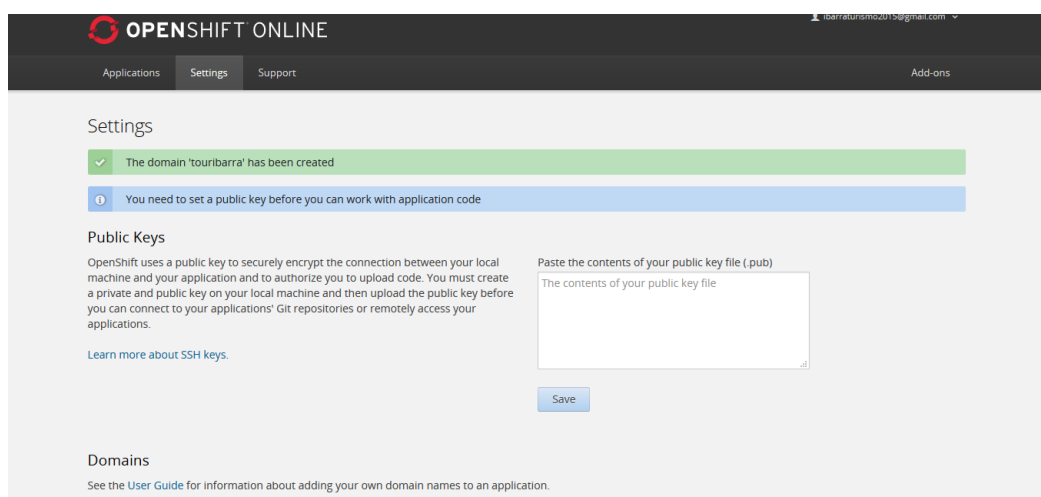 ibarraturismo2015@gmail.com
OPENSHIFT ONLINE
Applications Settings Support Add-ons
Settings
The domain 'touribarra' has been created
You need to set a public key before you can work with application code
Public Keys
OpenShift uses a public key to securely encrypt the connection between your local
machine and your application and to authorize you to upload code. You must create
a private and public key on your local machine and then upload the public key before
you can connect to your applications' Git repositories or remotely access your
applications.
Learn more about SSH keys.
Paste the contents of your public key file (.pub)
The contents of your public key file
Save
Domains
See the User Guide for information about adding your own domain names to an application.